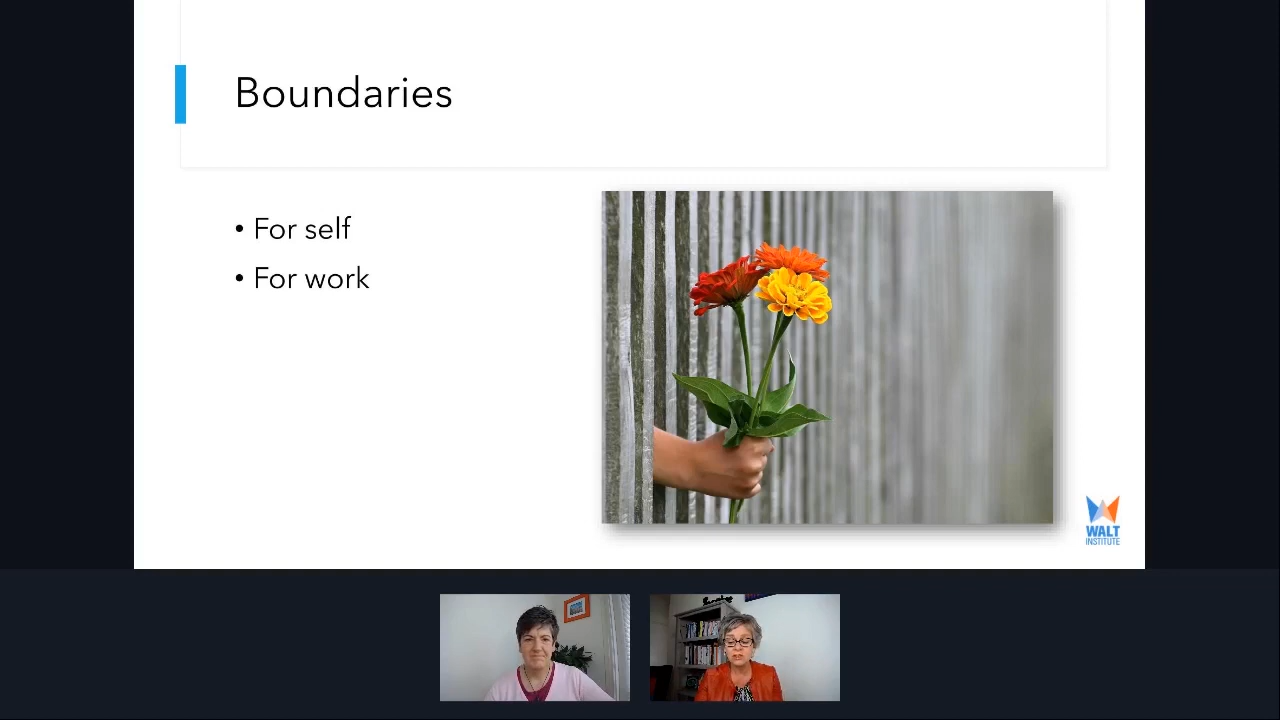 Boundaries
• For self
• For work
WALT
INSTITUTE